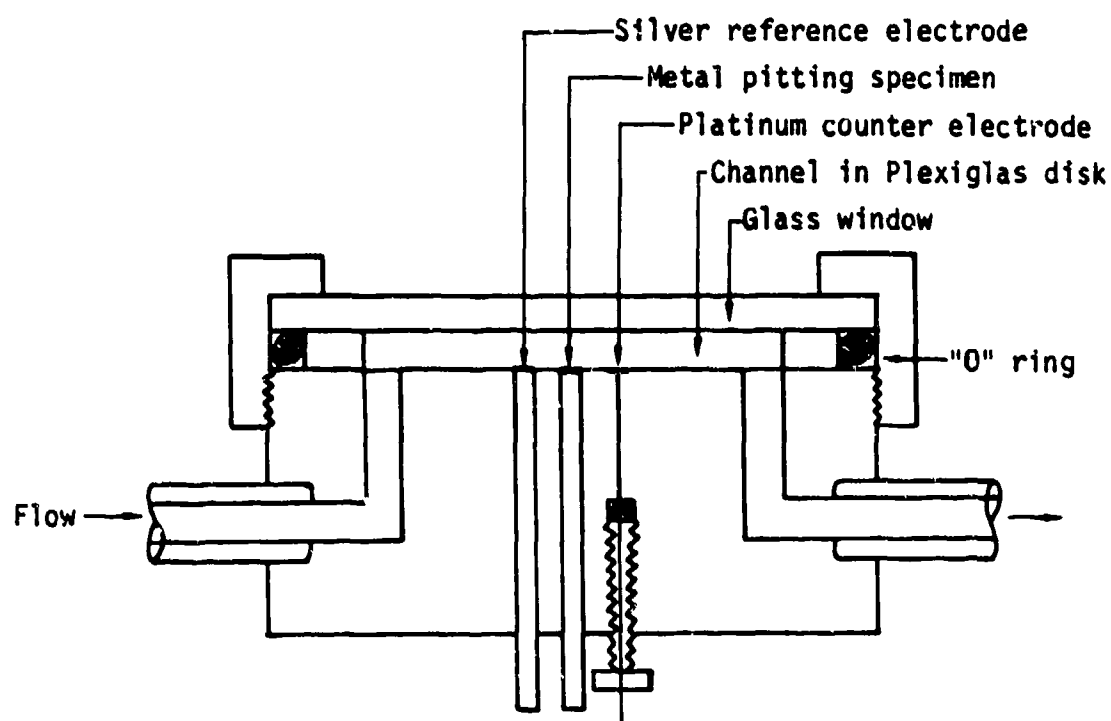 Silver reference electrode
Metal pitting specimen
Platinum counter electrode
Channel in Plexiglas disk
Glass window
"O" ring
Flow